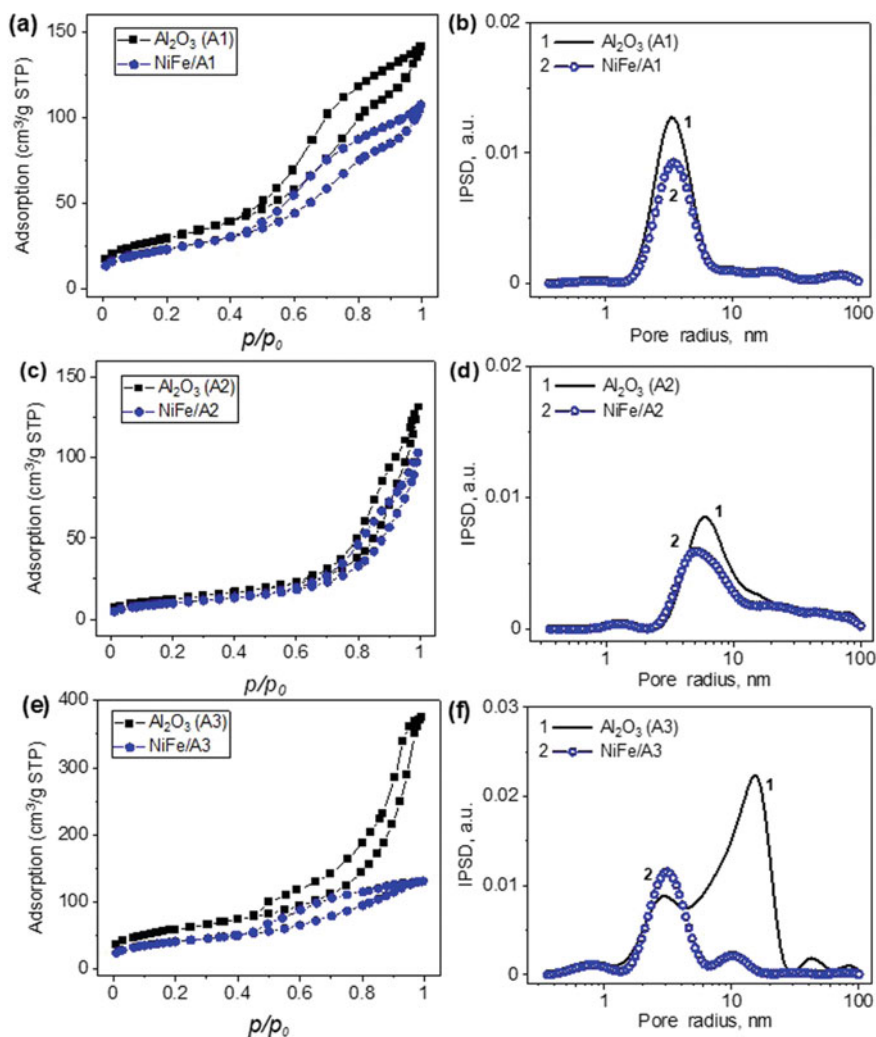 (a)
Al₂O₃ (A1)
NiFe/A1
Adsorption (cm³/g STP)
150
100
50
0
0
0.2
0.4
0.6
0.8
1
p/p₀
(b)
1 Al₂O₃ (A1)
2 NiFe/A1
IPSD, a.u.
0.02
0.01
0
1
2
1
10
100
Pore radius, nm
(c)
Al₂O₃ (A2)
NiFe/A2
Adsorption (cm³/g STP)
150
100
50
0
0
0.2
0.4
0.6
0.8
1
p/p₀
(d)
1 Al₂O₃ (A2)
2 NiFe/A2
IPSD, a.u.
0.02
0.01
0
1
2
1
10
100
Pore radius, nm
(e)
Al₂O₃ (A3)
NiFe/A3
Adsorption (cm³/g STP)
400
300
200
100
0
0
0.2
0.4
0.6
0.8
1
p/p₀
(f)
1 Al₂O₃ (A3)
2 NiFe/A3
IPSD, a.u.
0.03
0.02
0.01
0
1
2
1
10
100
Pore radius, nm